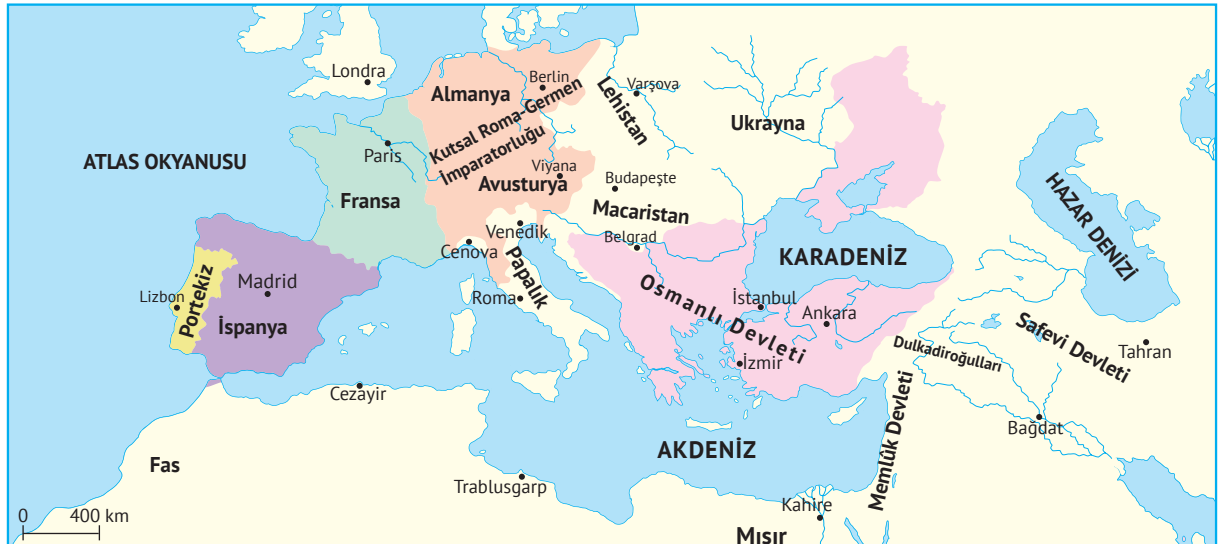 Londra
Almanya
Berlin
Kutsal Roma-Germen
İmparatorluğu
Lehistan
Varşova
Ukrayna
ATLAS OKYANUSU
Paris
Fransa
Viyana
Avusturya
Budapeşte
Macaristan
HAZAR DENİZİ
Venedik
Cenova
Belgrad
KARADENİZ
Papalık
Roma
Lizbon
Portekiz
Madrid
İspanya
Osmanlı Devleti
İstanbul
Ankara
İzmir
Dulkadiroğulları
Safevi Devleti
Tahran
Cezayir
Memlûk Devleti
Bağdat
AKDENİZ
Fas
Trablusgarp
Kahire
Mısır
0 400 km